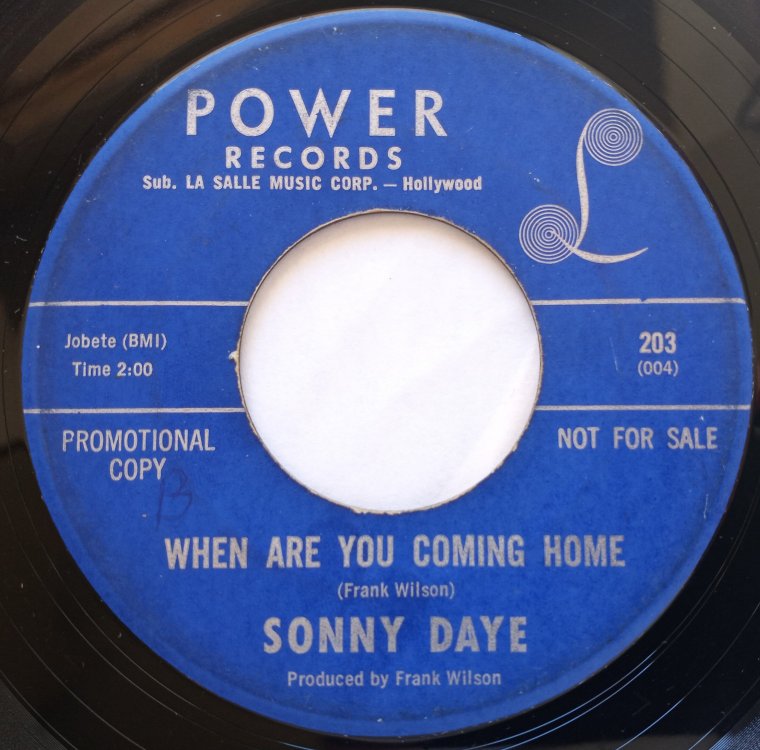 POWER
RECORDS
Sub. LA SALLE MUSIC CORP. — Hollywood
Jobete (BMI)
Time 2:00
203
(004)
PROMOTIONAL
COPY
NOT FOR SALE
13
WHEN ARE YOU COMING HOME
(Frank Wilson)
SONNY DAYE
Produced by Frank Wilson